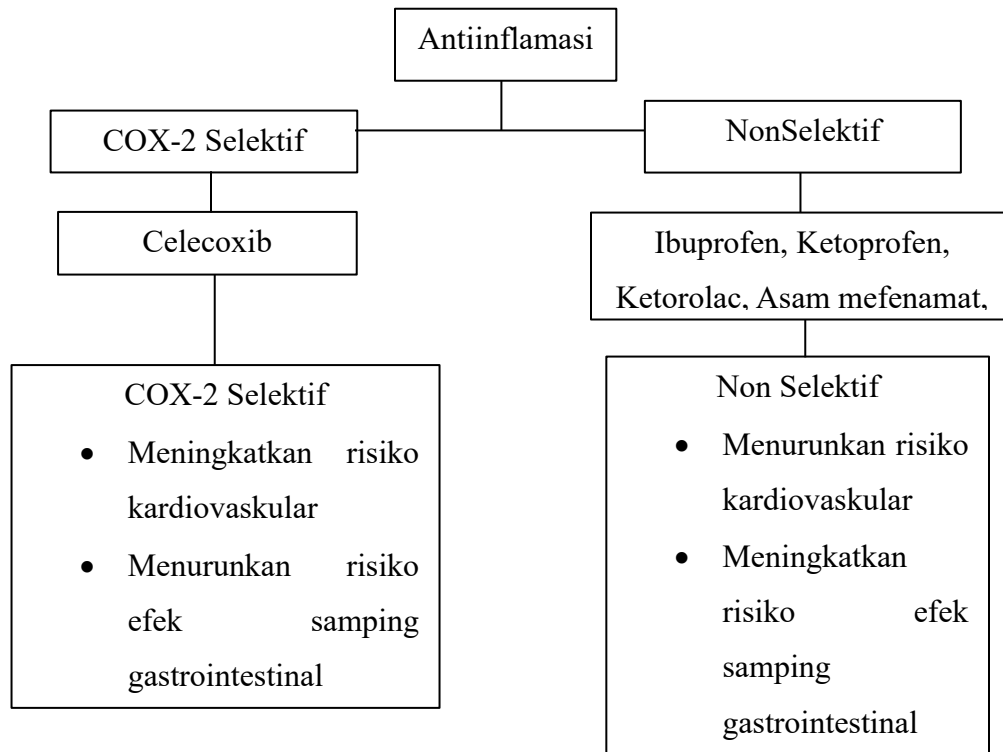 Antiinflamasi
COX-2 Selektif
NonSelektif
Celecoxib
Ibuprofen, Ketoprofen,
Ketorolac, Asam mefenamat,
COX-2 Selektif
• Meningkatkan risiko
kardiovaskular
• Menurunkan risiko
efek samping
gastrointestinal
Non Selektif
• Menurunkan risiko
kardiovaskular
• Meningkatkan
risiko efek
samping
gastrointestinal